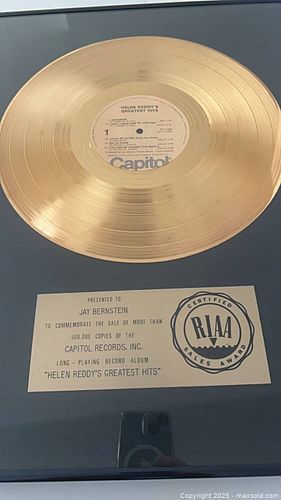 HELEN REDDY'S
GREATEST HITS
1
Capitol
PRESENTED TO
JAY BERNSTEIN
TO COMMEMORATE THE SALE OF MORE THAN
500,000 COPIES OF THE
CAPITOL RECORDS, INC.
LONG - PLAYING RECORD ALBUM
"HELEN REDDY'S GREATEST HITS"
CERTIFIED
RIAA
SALES AWARD
Copyright © 2025 - maxsold.com